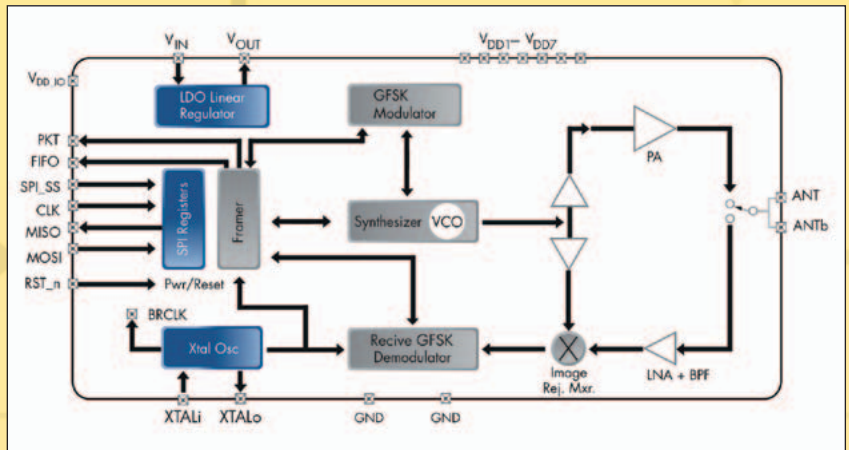 VIN
VOUT
VDD1– VDD7
VDD_IO
LDO Linear
Regulator
GFSK
Modulator
PKT
FIFO
SPI_SS
CLK
MISO
MOSI
RST_n
SPI Registers
Framer
Pwr/Reset
Synthesizer
VCO
PA
ANT
ANTb
BRCLK
Xtal Osc
Recive GFSK
Demodulator
X
Image
Rej. Mxr.
LNA + BPF
XTALi
XTALo
GND
GND